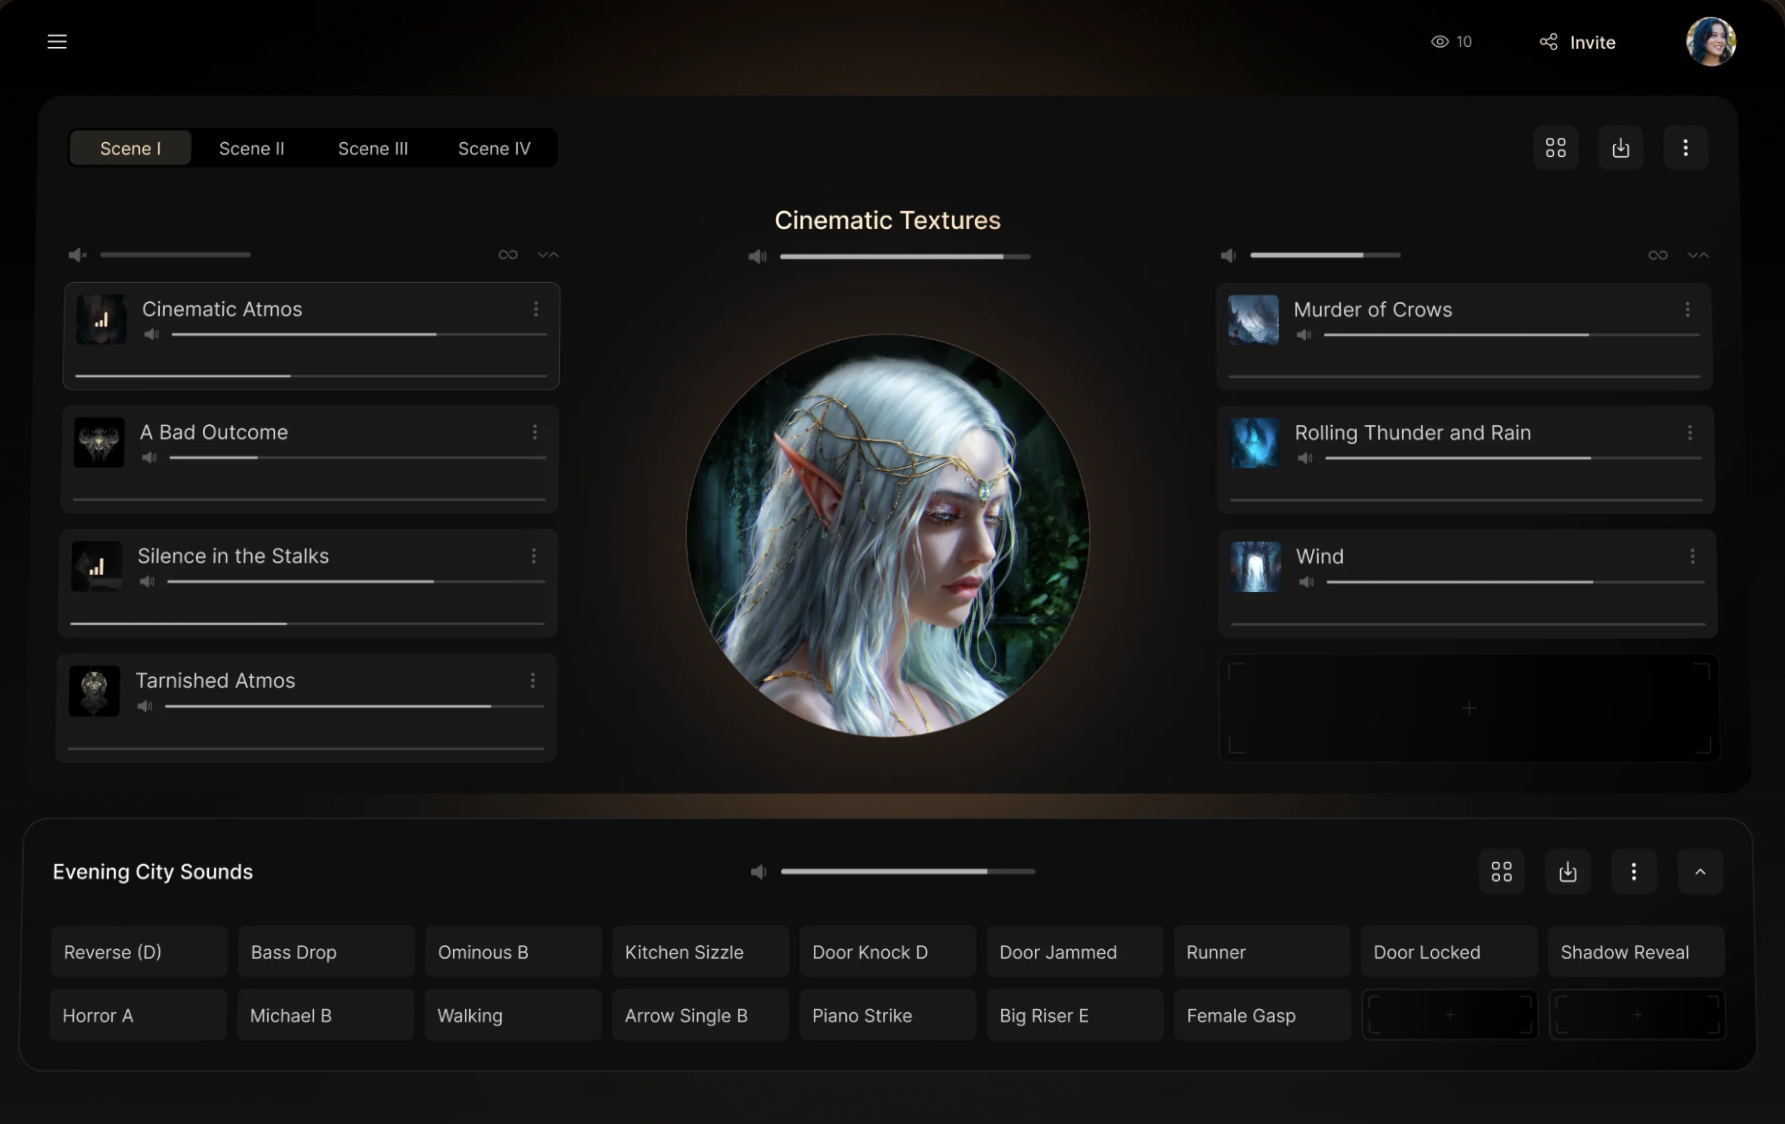 10
Invite
Scene I
Scene II
Scene III
Scene IV
Cinematic Textures
Cinematic Atmos
A Bad Outcome
Silence in the Stalks
Tarnished Atmos
Murder of Crows
Rolling Thunder and Rain
Wind
Evening City Sounds
Reverse (D)
Bass Drop
Ominous B
Kitchen Sizzle
Door Knock D
Door Jammed
Runner
Door Locked
Shadow Reveal
Horror A
Michael B
Walking
Arrow Single B
Piano Strike
Big Riser E
Female Gasp